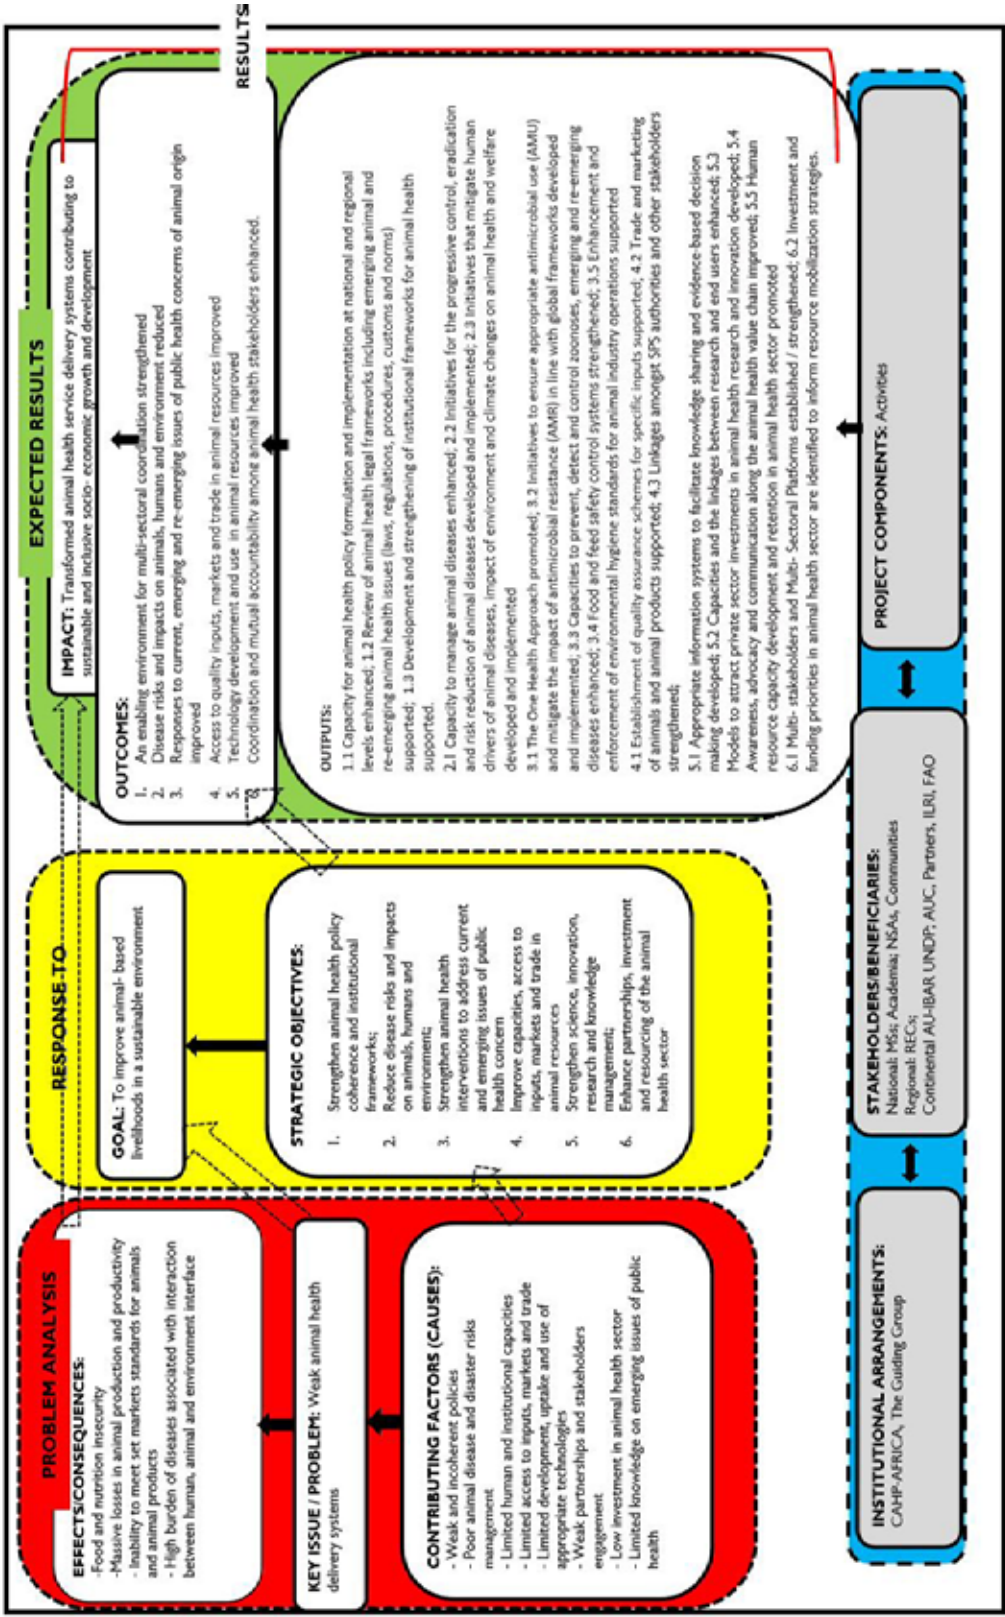 PROBLEM ANALYSIS
EFFECTS/CONSEQUENCES:
-Food and nutrition insecurity
-Massive losses in animal production and productivity
- Inability to meet set markets standards for animals
and animal products
- High burden of diseases associated with interaction
between human, animal and environment interface
KEY ISSUE / PROBLEM: Weak animal health
delivery systems
CONTRIBUTING FACTORS (CAUSES):
- Weak and incoherent policies
- Poor animal disease and disaster risks
management
- Limited human and institutional capacities
- Limited access to inputs, markets and trade
- Limited development, uptake and use of
appropriate technologies
- Weak partnerships and stakeholders
engagement
- Low investment in animal health sector
- Limited knowledge on emerging issues of public
health
RESPONSE TO
GOAL: To improve animal- based
livelihoods in a sustainable environment
STRATEGIC OBJECTIVES:
1. Strengthen animal health policy
coherence and institutional
frameworks;
2. Reduce disease risks and impacts
on animals, humans and
environment;
3. Strengthen animal health
interventions to address current
and emerging issues of public
health concern
4. Improve capacities, access to
inputs, markets and trade in
animal resources
5. Strengthen science, innovation,
research and knowledge
management;
6. Enhance partnerships, investment
and resourcing of the animal
health sector
EXPECTED RESULTS
IMPACT: Transformed animal health service delivery systems contributing to
sustainable and inclusive socio- economic growth and development
OUTCOMES:
1. An enabling environment for multi-sectoral coordination strengthened
2. Disease risks and impacts on animals, humans and environment reduced
3. Responses to current, emerging and re-emerging issues of public health concerns of animal origin
improved
4. Access to quality inputs, markets and trade in animal resources improved
5. Technology development and use in animal resources improved
6. Coordination and mutual accountability among animal health stakeholders enhanced.
RESULTS
OUTPUTS:
1.1 Capacity for animal health policy formulation and implementation at national and regional
levels enhanced; 1.2 Review of animal health legal frameworks including emerging animal and
re-emerging animal health issues (laws, regulations, procedures, customs and norms)
supported; 1.3 Development and strengthening of institutional frameworks for animal health
supported.
2.1 Capacity to manage animal diseases enhanced; 2.2 Initiatives for the progressive control, eradication
and risk reduction of animal diseases developed and implemented; 2.3 Initiatives that mitigate human
drivers of animal diseases, impact of environment and climate changes on animal health and welfare
developed and implemented
3.1 The One Health Approach promoted; 3.2 Initiatives to ensure appropriate antimicrobial use (AMU)
and mitigate the impact of antimicrobial resistance (AMR) in line with global frameworks developed
and implemented; 3.3 Capacities to prevent, detect and control zoonoses, emerging and re-emerging
diseases enhanced; 3.4 Food and feed safety control systems strengthened; 3.5 Enhancement and
enforcement of environmental hygiene standards for animal industry operations supported
4.1 Establishment of quality assurance schemes for specific inputs supported; 4.2 Trade and marketing
of animals and animal products supported; 4.3 Linkages amongst SPS authorities and other stakeholders
strengthened;
5.1 Appropriate information systems to facilitate knowledge sharing and evidence-based decision
making developed; 5.2 Capacities and the linkages between research and end users enhanced; 5.3
Models to attract private sector investments in animal health research and innovation developed; 5.4
Awareness, advocacy and communication along the animal health value chain improved; 5.5 Human
resource capacity development and retention in animal health sector promoted
6.1 Multi- stakeholders and Multi- Sectoral Platforms established / strengthened; 6.2 Investment and
funding priorities in animal health sector are identified to inform resource mobilization strategies.
INSTITUTIONAL ARRANGEMENTS:
CAHP-AFRICA, The Guiding Group
STAKEHOLDERS/BENEFICIARIES:
National: MSs; Academia; NSAs, Communities
Regional: RECs;
Continental AU-IBAR UNDP; AUC, Partners, ILRI, FAO
PROJECT COMPONENTS: Activities